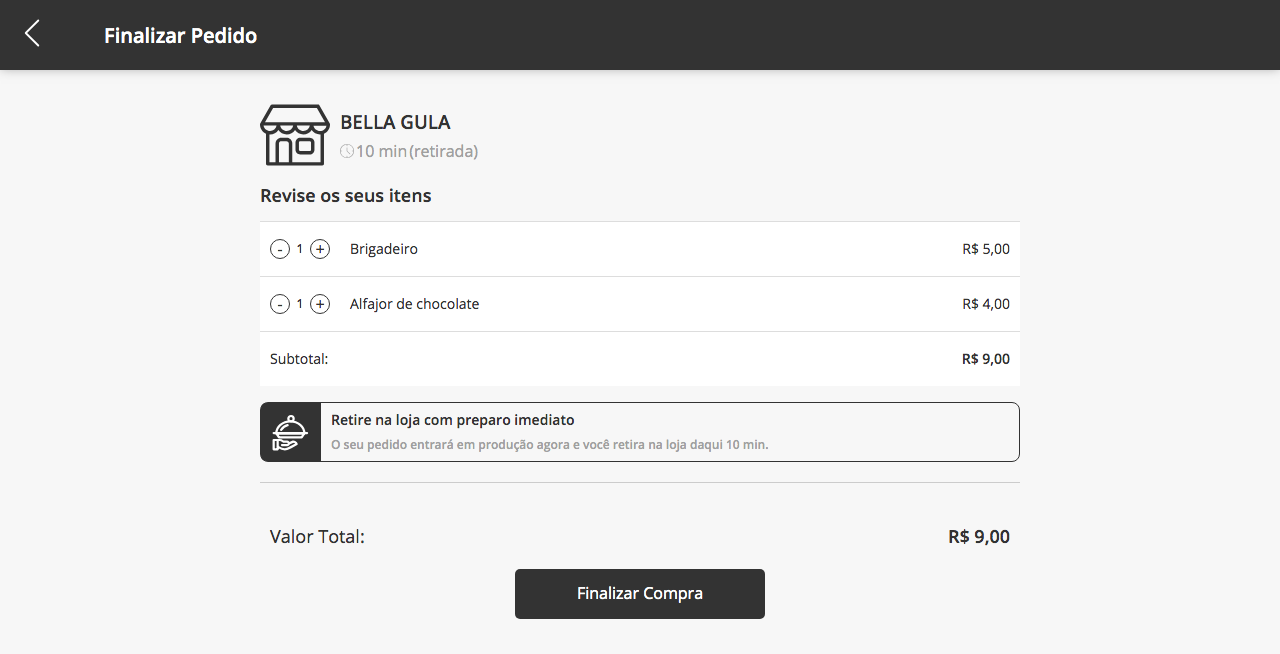 Finalizar Pedido
BELLA GULA
10 min (retirada)
Revise os seus itens
- 1 + Brigadeiro R$ 5,00
- 1 + Alfajor de chocolate R$ 4,00
Subtotal: R$ 9,00
Retire na loja com preparo imediato
O seu pedido entrará em produção agora e você retira na loja daqui 10 min.
Valor Total: R$ 9,00
Finalizar Compra